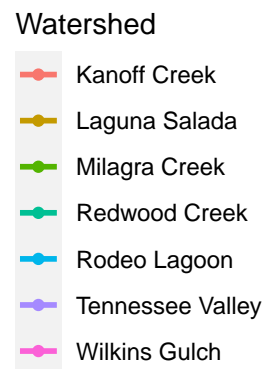 Watershed
Kanoff Creek
Laguna Salada
Milagra Creek
Redwood Creek
Rodeo Lagoon
Tennessee Valley
Wilkins Gulch